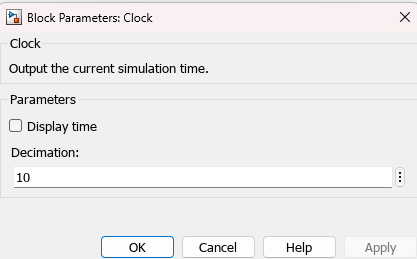 Block Parameters: Clock
Clock
Output the current simulation time.
Parameters
Display time
Decimation:
10
OK Cancel Help Apply